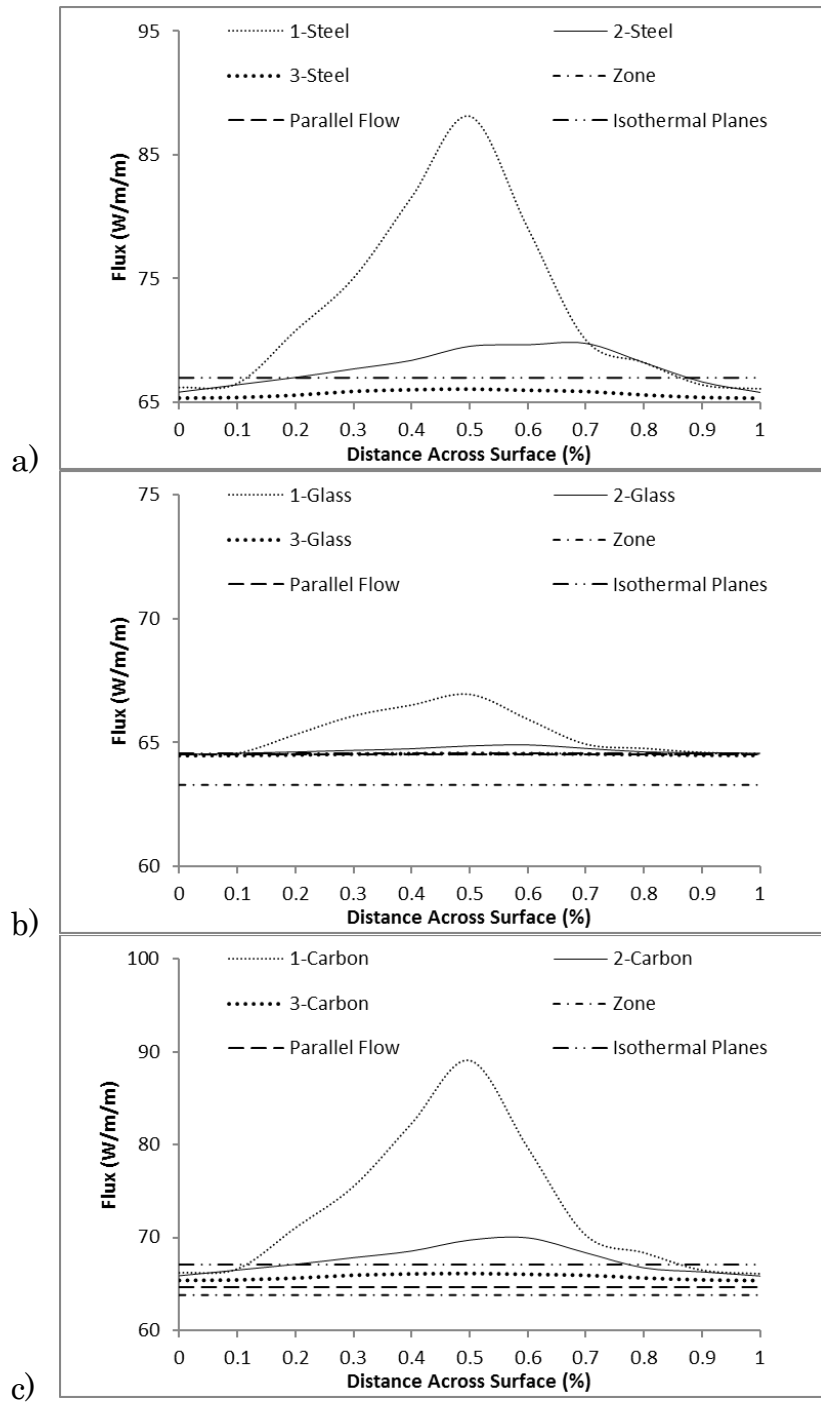 95
85
75
65
Flux (W/m/m)
1-Steel
2-Steel
3-Steel
Zone
Parallel Flow
Isothermal Planes
0 0.1 0.2 0.3 0.4 0.5 0.6 0.7 0.8 0.9 1
Distance Across Surface (%)
a)
75
70
65
60
Flux (W/m/m)
1-Glass
2-Glass
3-Glass
Zone
Parallel Flow
Isothermal Planes
0 0.1 0.2 0.3 0.4 0.5 0.6 0.7 0.8 0.9 1
Distance Across Surface (%)
b)
100
90
80
70
60
Flux (W/m/m)
1-Carbon
2-Carbon
3-Carbon
Zone
Parallel Flow
Isothermal Planes
0 0.1 0.2 0.3 0.4 0.5 0.6 0.7 0.8 0.9 1
Distance Across Surface (%)
c)